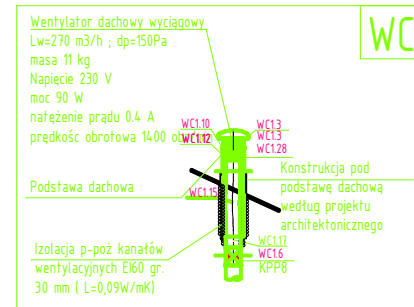 Wentylator dachowy wyciągowy
Lw=270 m3/h ; dp=150Pa
masa 11 kg
Napięcie 230 V
moc 90 W
natężenie prądu 0.4 A
prędkośc obrotowa 1400
WC
WC1.10
WC1.12
WC1.3
WC1.3
WC1.28
Podstawa dachowa
WC1.15
Konstrukcja pod
podstawę dachową
według projektu
architektonicznego
Izolacja p-poż kanałów
wentylacyjnych EI60 gr.
30 mm ( L=0,09W/mK)
WC1.17
WC1.6
KPP8